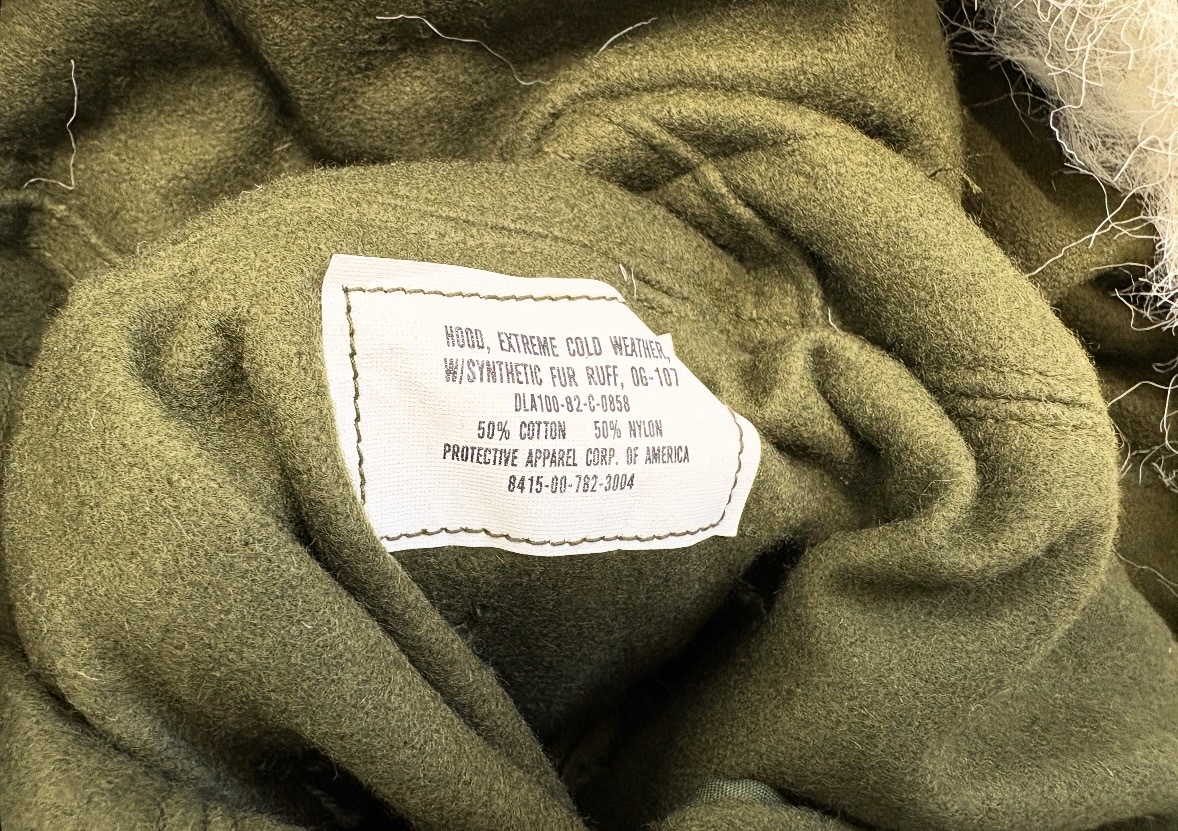 HOOD, EXTREME COLD WEATHER,
W/SYNTHETIC FUR RUFF, OG-107
DLA100-82-C-0858
50% COTTON 50% NYLON
PROTECTIVE APPAREL CORP. OF AMERICA
8415-00-782-3004